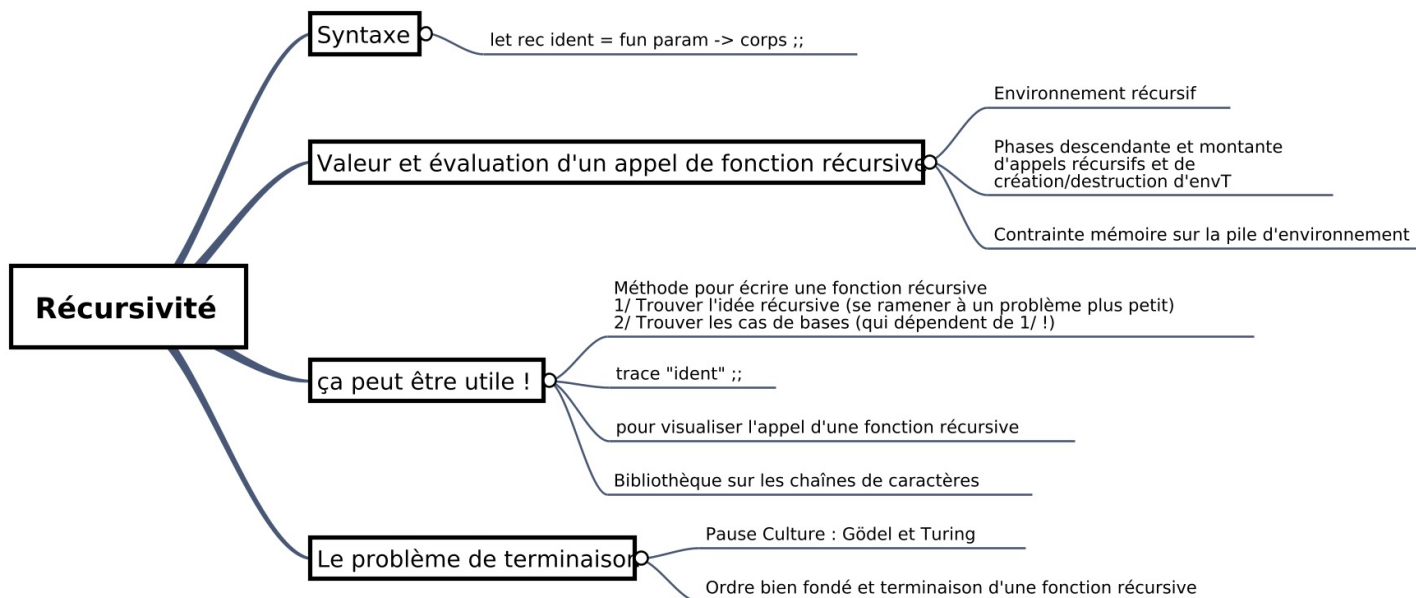 Syntaxe
let rec ident = fun param -> corps ;;
Environnement récursif
Valeur et évaluation d'un appel de fonction récursive
Phases descendante et montante
d'appels récursifs et de
création/destruction d'envT
Contrainte mémoire sur la pile d'environnement
Récursivité
Méthode pour écrire une fonction récursive
1/ Trouver l'idée récursive (se ramener à un problème plus petit)
2/ Trouver les cas de bases (qui dépendent de 1/ !)
ça peut être utile !
trace "ident" ;;
pour visualiser l'appel d'une fonction récursive
Bibliothèque sur les chaînes de caractères
Le problème de terminaison
Pause Culture : Gödel et Turing
Ordre bien fondé et terminaison d'une fonction récursive